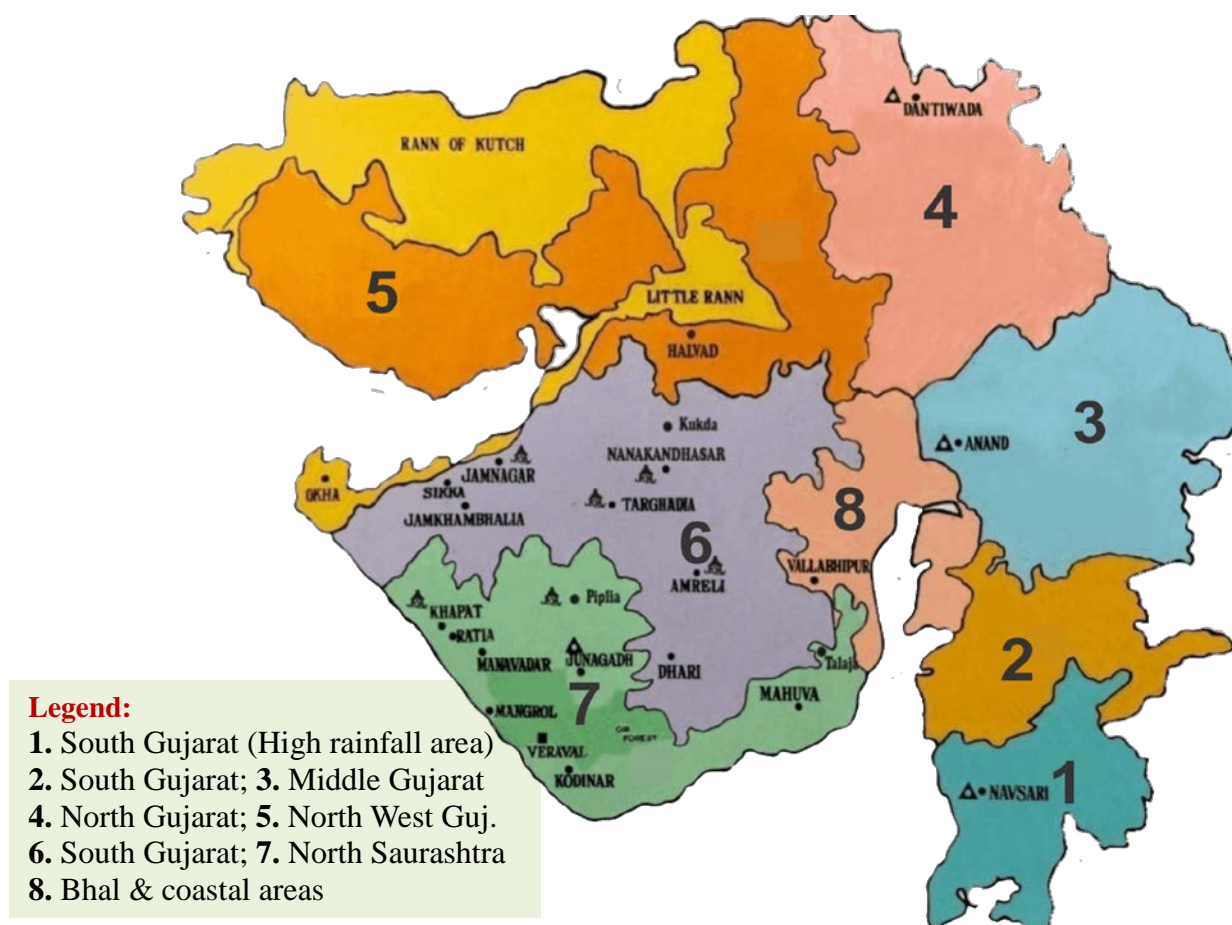 DANTIWADA
RANN OF KUTCH
4
5
LITTLE RANN
HALVAD
3
Kukda
ANAND
NANAKANDHASAR
JAMNAGAR
OKHA
SIKKA
TARGHADIA
8
JAMKHAMBHALIA
6
VALLABHIPUR
AMRELI
Piplia
KHAPAT
RATIA
2
MANAVADAR
JUNAGADH
DHARI
Talaja
7
MAHUVA
MANGROL
GIR
FOREST
VERAVAL
KODINAR
1
NAVSARI
Legend:
1. South Gujarat (High rainfall area)
2. South Gujarat; 3. Middle Gujarat
4. North Gujarat; 5. North West Guj.
6. South Gujarat; 7. North Saurashtra
8. Bhal & coastal areas